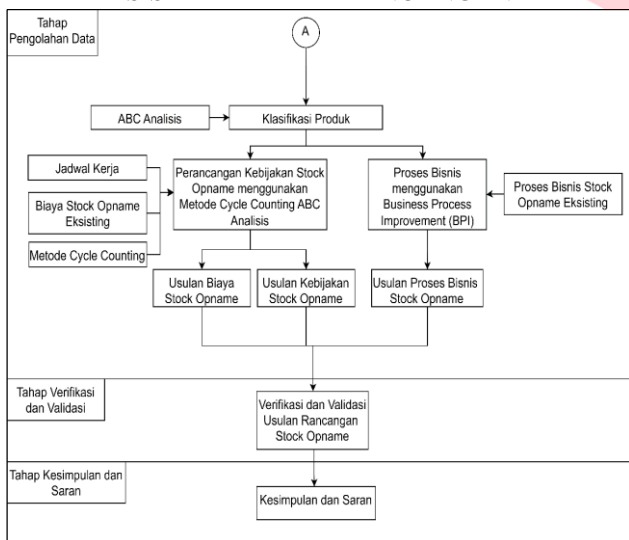 Tahap
Pengolahan Data
A
ABC Analisis
Klasifikasi Produk
Jadwal Kerja
Biaya Stock Opname
Eksisting
Metode Cycle Counting
Perancangan Kebijakan Stock
Opname menggunakan
Metode Cycle Counting ABC
Analisis
Proses Bisnis
menggunakan
Business Process
Improvement (BPI)
Proses Bisnis Stock
Opname Eksisting
Usulan Biaya
Stock Opname
Usulan Kebijakan
Stock Opname
Usulan Proses Bisnis
Stock Opname
Tahap Verifikasi
dan Validasi
Verifikasi dan Validasi
Usulan Rancangan
Stock Opname
Tahap Kesimpulan dan
Saran
Kesimpulan dan Saran